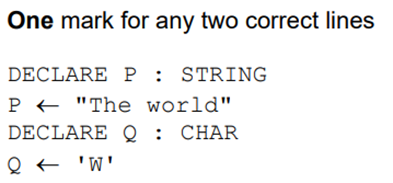 One mark for any two correct lines
DECLARE P : STRING
P ← "The world"
DECLARE Q : CHAR
Q ← 'W'